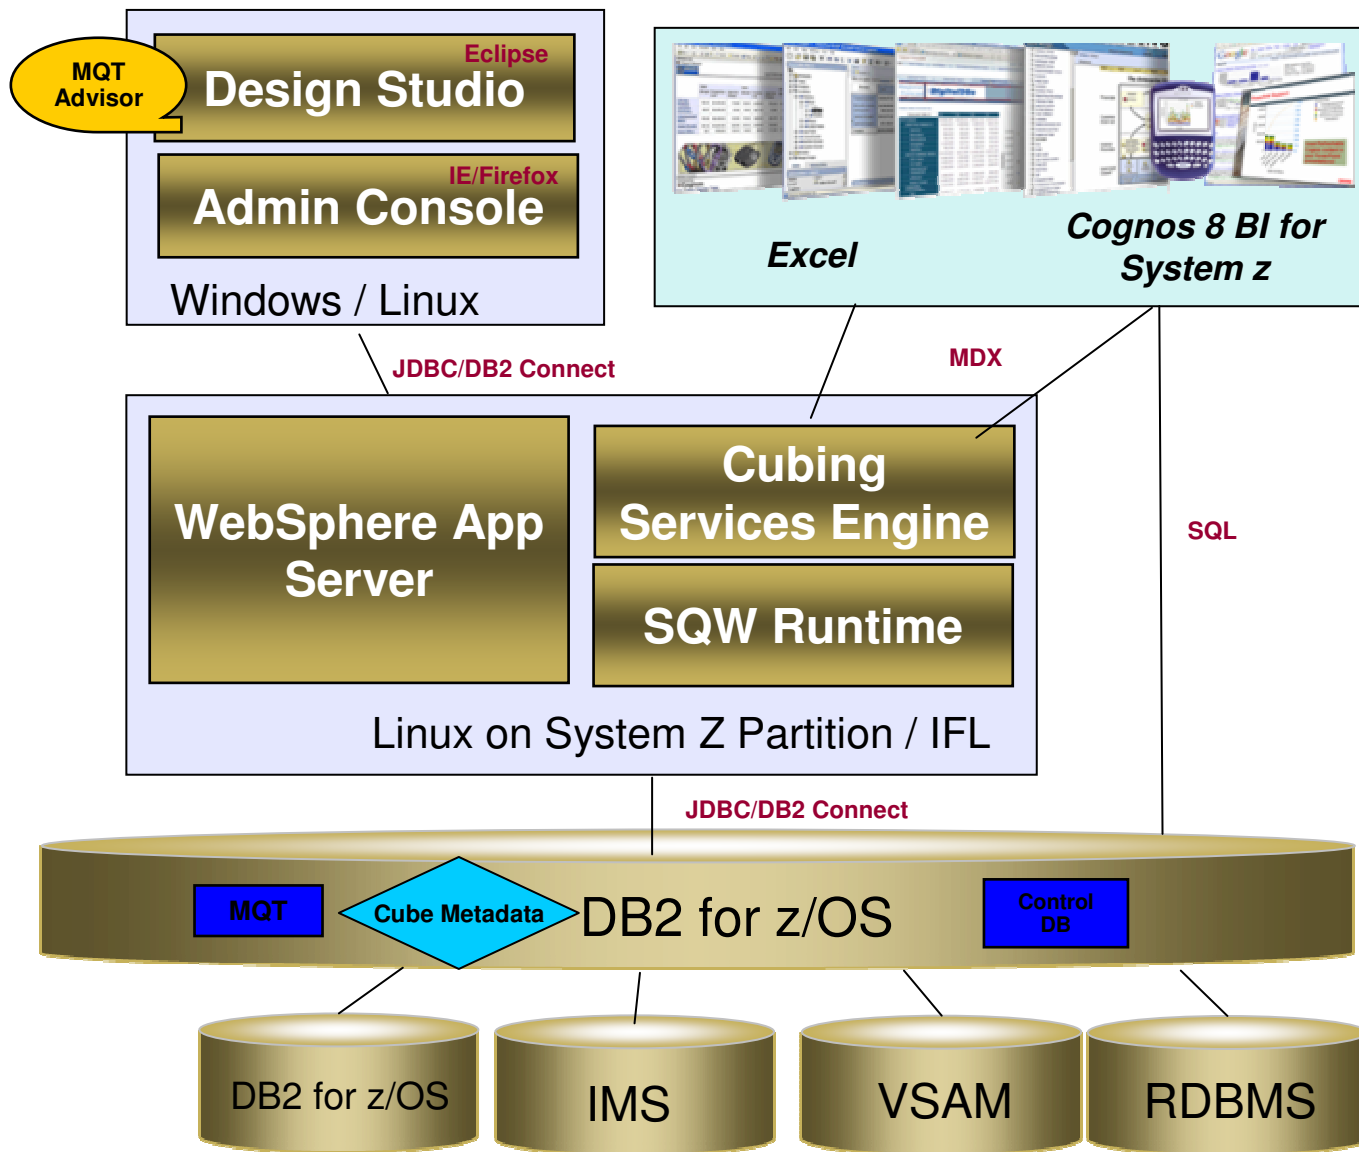 Eclipse
MQT
Advisor
Design Studio
IE/Firefox
Admin Console
Windows / Linux
Excel
Cognos 8 BI for
System z
JDBC/DB2 Connect
MDX
WebSphere App
Server
Cubing
Services Engine
SQL
SQW Runtime
Linux on System Z Partition / IFL
JDBC/DB2 Connect
MQT
Cube Metadata
DB2 for z/OS
Control
DB
DB2 for z/OS
IMS
VSAM
RDBMS